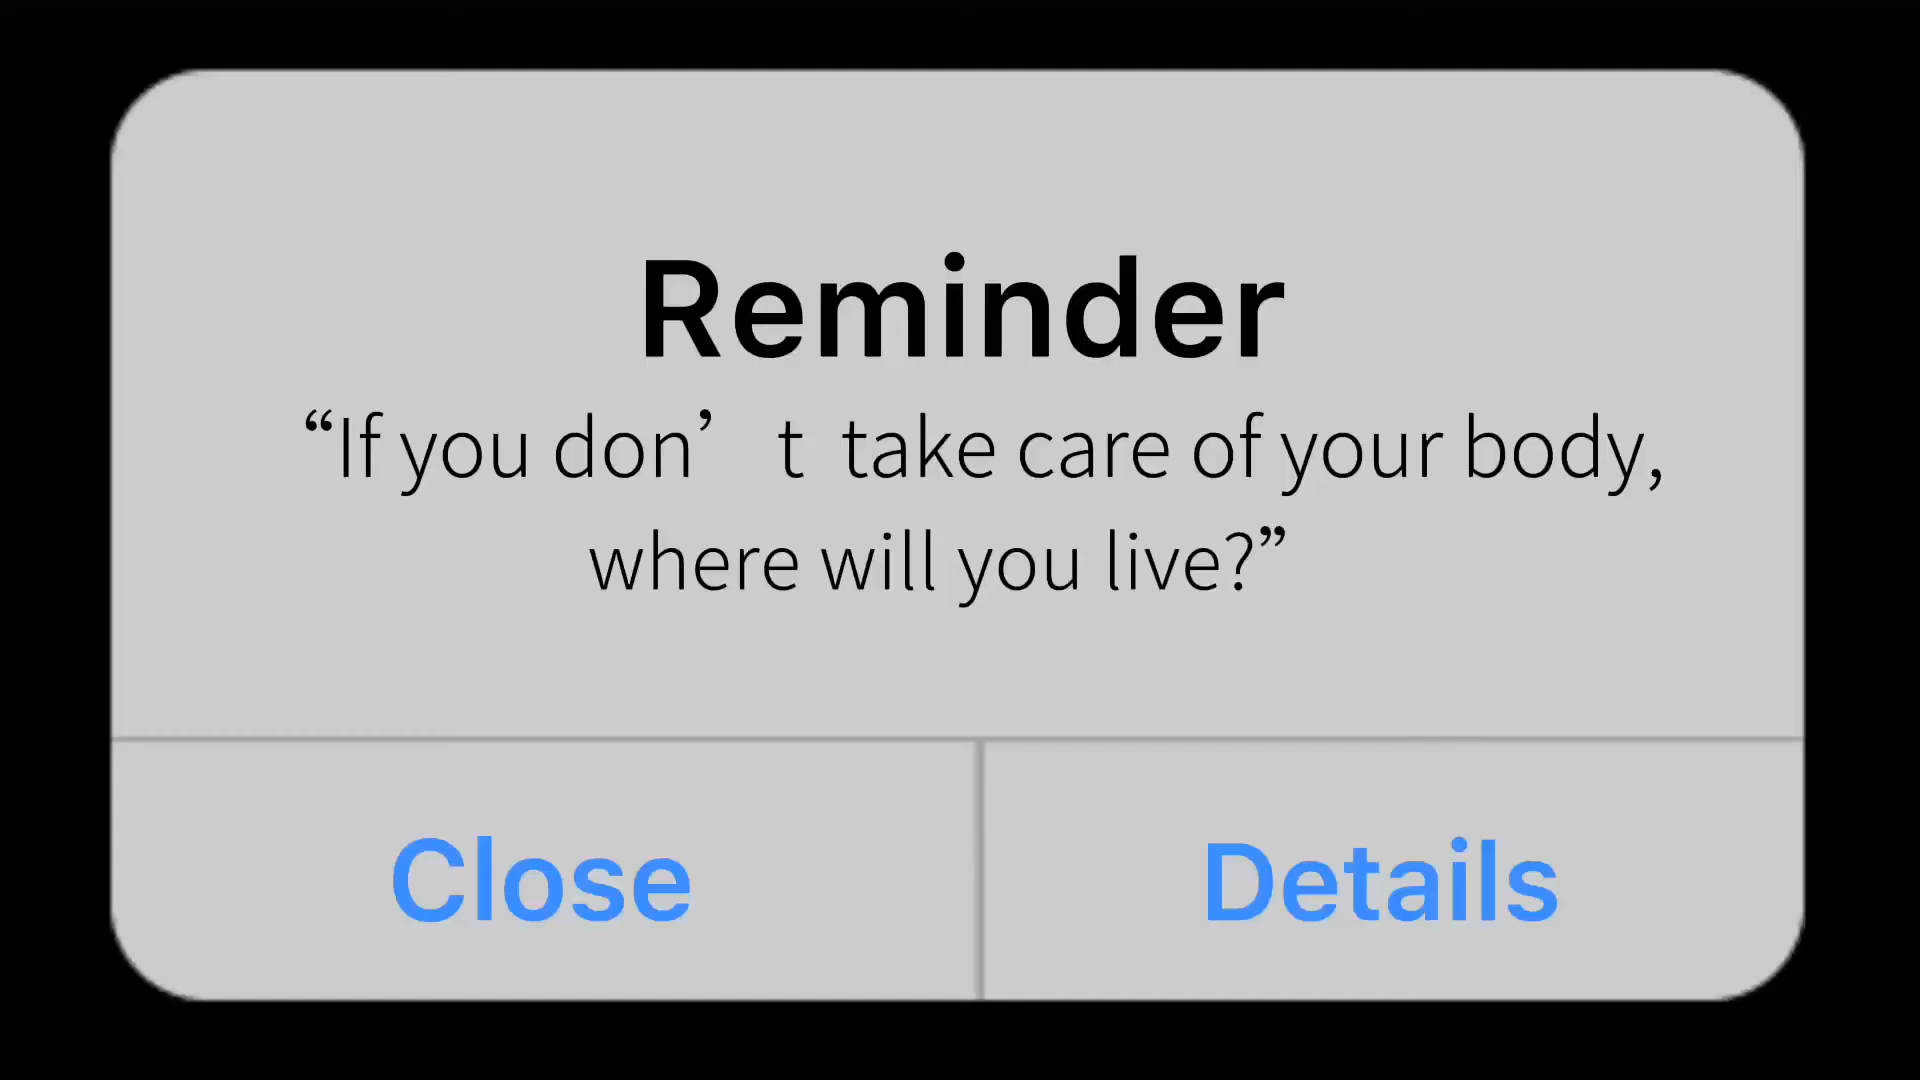 Reminder
“If you don’t take care of your body,
where will you live?”
Close
Details